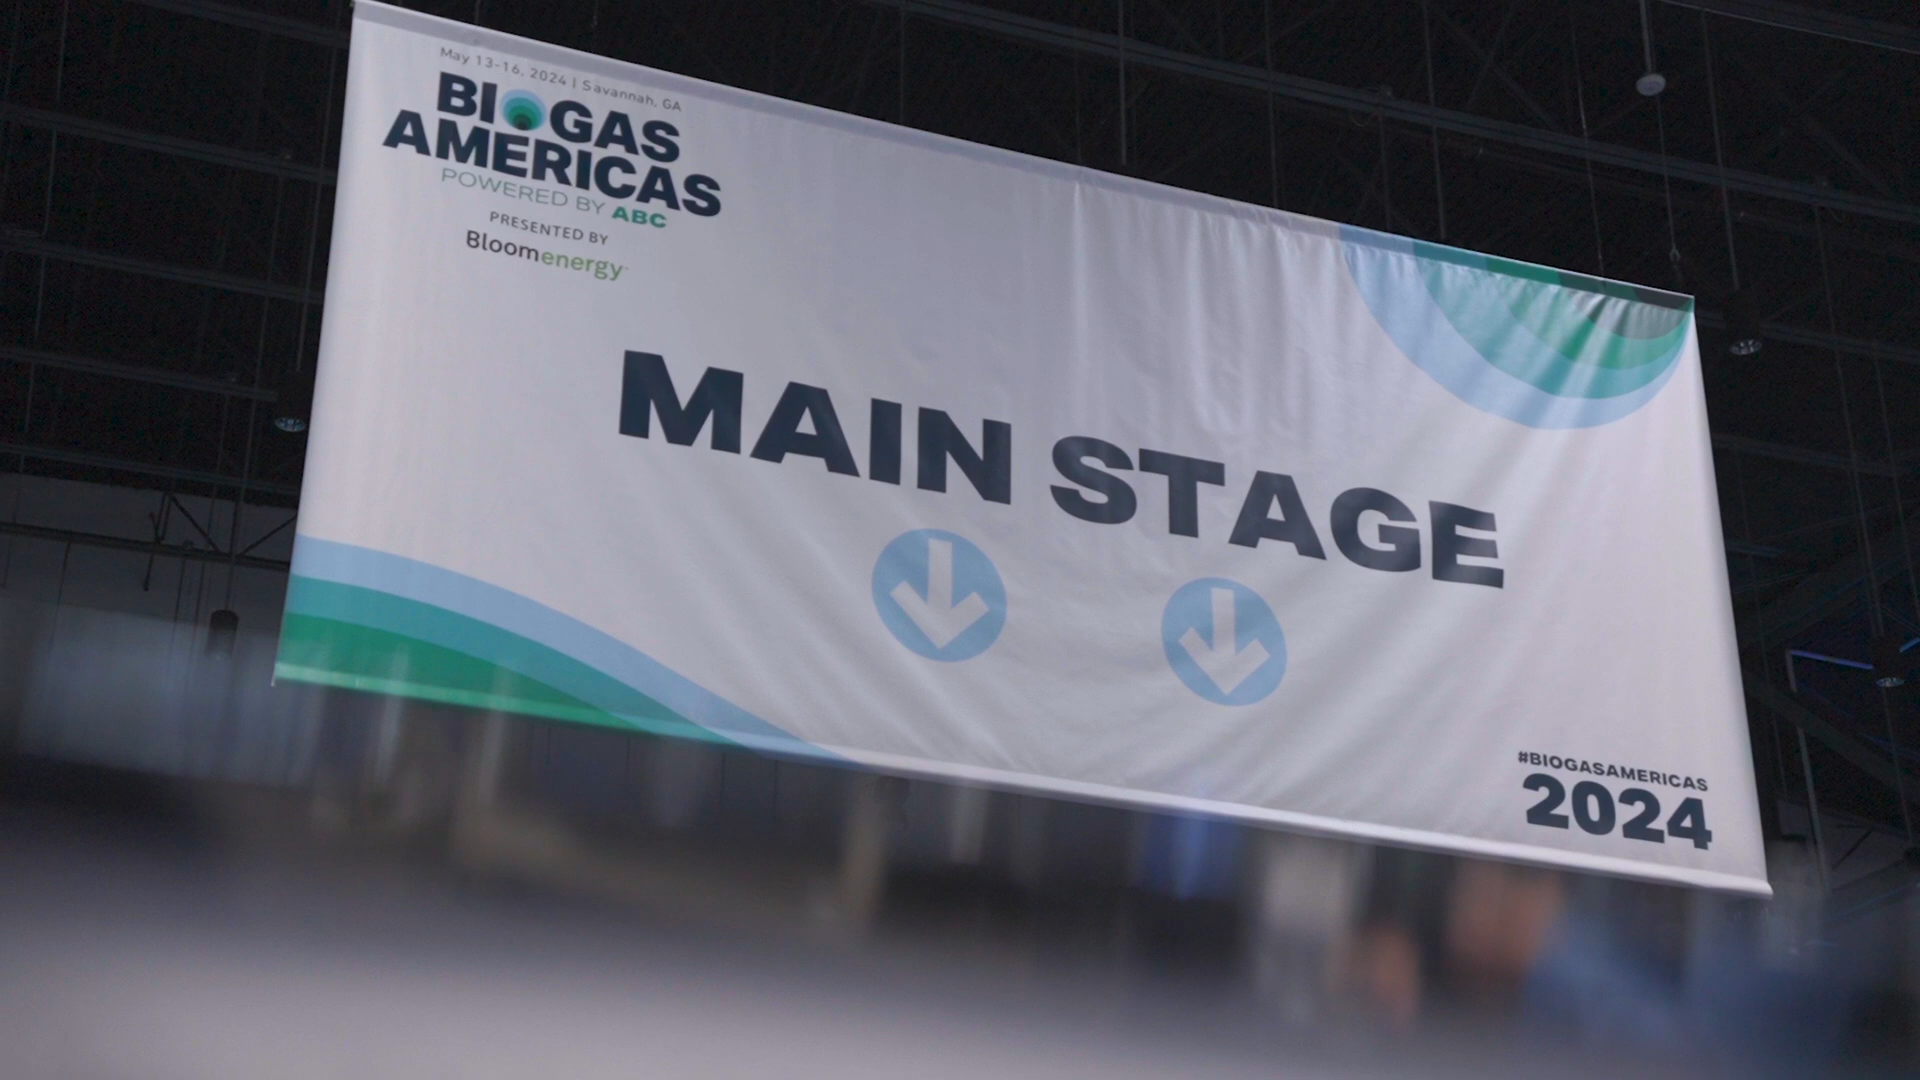 May 13-16, 2024 | Savannah, GA
BIOGAS
AMERICAS
POWERED BY ABC
PRESENTED BY
Bloomenergy
MAIN STAGE
#BIOGASAMERICAS
2024